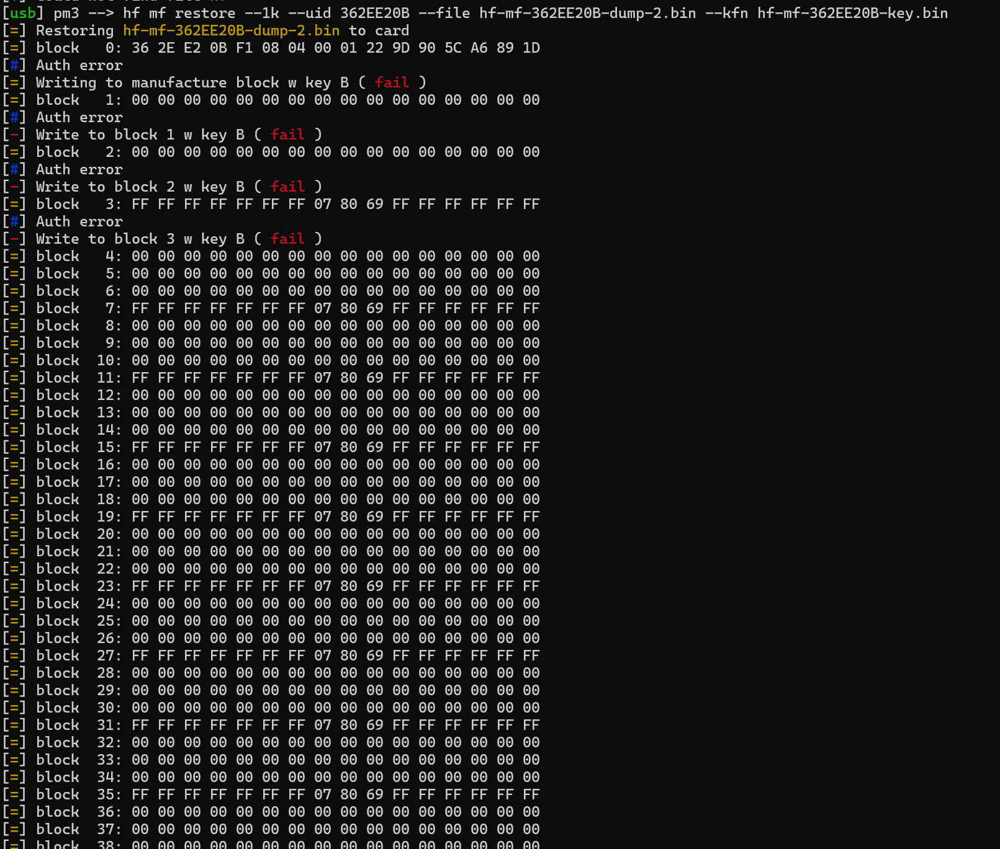 [usb] pm3 --> hf mf restore --1k --uid 362EE20B --file hf-mf-362EE20B-dump-2.bin --kfn hf-mf-362EE20B-key.bin
[=] Restoring hf-mf-362EE20B-dump-2.bin to card
[=] block   0: 36 2E E2 0B F1 08 04 00 01 22 9D 90 5C A6 89 1D
[#] Auth error
[=] Writing to manufacture block w key B ( fail )
[=] block   1: 00 00 00 00 00 00 00 00 00 00 00 00 00 00 00 00
[#] Auth error
[-] Write to block 1 w key B ( fail )
[=] block   2: 00 00 00 00 00 00 00 00 00 00 00 00 00 00 00 00
[#] Auth error
[-] Write to block 2 w key B ( fail )
[=] block   3: FF FF FF FF FF FF FF 07 80 69 FF FF FF FF FF FF
[#] Auth error
[-] Write to block 3 w key B ( fail )
[=] block   4: 00 00 00 00 00 00 00 00 00 00 00 00 00 00 00 00
[=] block   5: 00 00 00 00 00 00 00 00 00 00 00 00 00 00 00 00
[=] block   6: 00 00 00 00 00 00 00 00 00 00 00 00 00 00 00 00
[=] block   7: FF FF FF FF FF FF FF 07 80 69 FF FF FF FF FF FF
[=] block   8: 00 00 00 00 00 00 00 00 00 00 00 00 00 00 00 00
[=] block   9: 00 00 00 00 00 00 00 00 00 00 00 00 00 00 00 00
[=] block  10: 00 00 00 00 00 00 00 00 00 00 00 00 00 00 00 00
[=] block  11: FF FF FF FF FF FF FF 07 80 69 FF FF FF FF FF FF
[=] block  12: 00 00 00 00 00 00 00 00 00 00 00 00 00 00 00 00
[=] block  13: 00 00 00 00 00 00 00 00 00 00 00 00 00 00 00 00
[=] block  14: 00 00 00 00 00 00 00 00 00 00 00 00 00 00 00 00
[=] block  15: FF FF FF FF FF FF FF 07 80 69 FF FF FF FF FF FF
[=] block  16: 00 00 00 00 00 00 00 00 00 00 00 00 00 00 00 00
[=] block  17: 00 00 00 00 00 00 00 00 00 00 00 00 00 00 00 00
[=] block  18: 00 00 00 00 00 00 00 00 00 00 00 00 00 00 00 00
[=] block  19: FF FF FF FF FF FF FF 07 80 69 FF FF FF FF FF FF
[=] block  20: 00 00 00 00 00 00 00 00 00 00 00 00 00 00 00 00
[=] block  21: 00 00 00 00 00 00 00 00 00 00 00 00 00 00 00 00
[=] block  22: 00 00 00 00 00 00 00 00 00 00 00 00 00 00 00 00
[=] block  23: FF FF FF FF FF FF FF 07 80 69 FF FF FF FF FF FF
[=] block  24: 00 00 00 00 00 00 00 00 00 00 00 00 00 00 00 00
[=] block  25: 00 00 00 00 00 00 00 00 00 00 00 00 00 00 00 00
[=] block  26: 00 00 00 00 00 00 00 00 00 00 00 00 00 00 00 00
[=] block  27: FF FF FF FF FF FF FF 07 80 69 FF FF FF FF FF FF
[=] block  28: 00 00 00 00 00 00 00 00 00 00 00 00 00 00 00 00
[=] block  29: 00 00 00 00 00 00 00 00 00 00 00 00 00 00 00 00
[=] block  30: 00 00 00 00 00 00 00 00 00 00 00 00 00 00 00 00
[=] block  31: FF FF FF FF FF FF FF 07 80 69 FF FF FF FF FF FF
[=] block  32: 00 00 00 00 00 00 00 00 00 00 00 00 00 00 00 00
[=] block  33: 00 00 00 00 00 00 00 00 00 00 00 00 00 00 00 00
[=] block  34: 00 00 00 00 00 00 00 00 00 00 00 00 00 00 00 00
[=] block  35: FF FF FF FF FF FF FF 07 80 69 FF FF FF FF FF FF
[=] block  36: 00 00 00 00 00 00 00 00 00 00 00 00 00 00 00 00
[=] block  37: 00 00 00 00 00 00 00 00 00 00 00 00 00 00 00 00
[=] block  38: 00 00 00 00 00 00 00 00 00 00 00 00 00 00 00 00